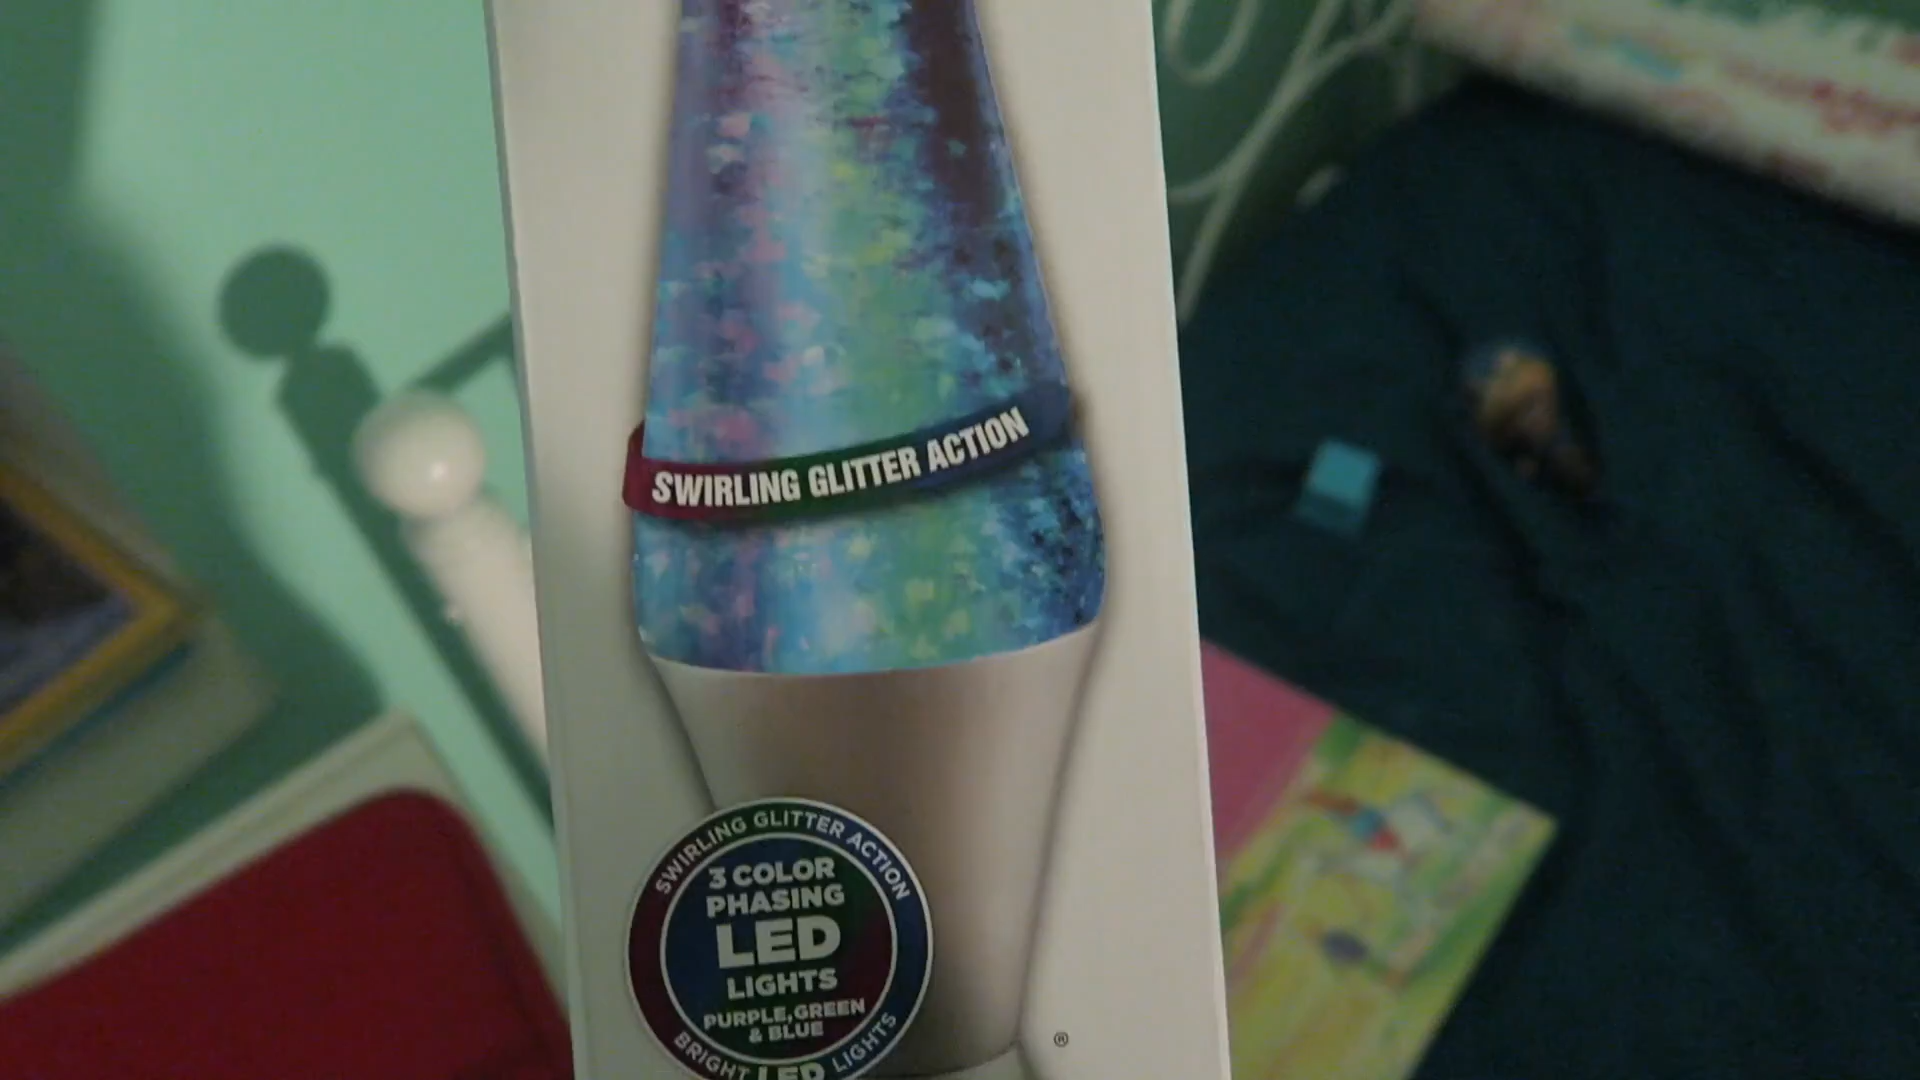 SWIRLING GLITTER ACTION
SWIRLING GLITTER ACTION
3 COLOR
PHASING
LED
LIGHTS
PURPLE, GREEN
& BLUE
BRIGHT LED LIGHTS
®